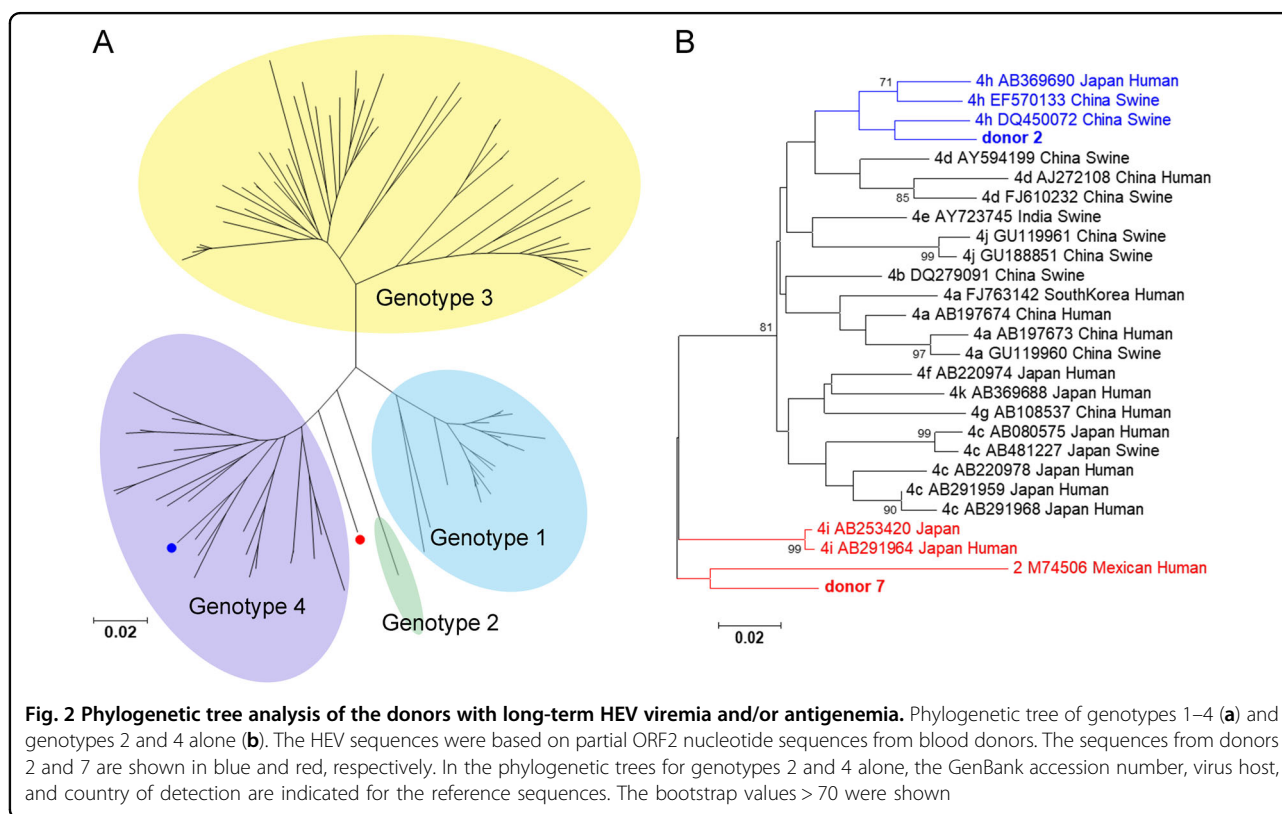 A
B
Genotype 3
Genotype 1
Genotype 4
Genotype 2
0.02
71
4h AB369690 Japan Human
4h EF570133 China Swine
4h DQ450072 China Swine
donor 2
4d AY594199 China Swine
4d AJ272108 China Human
85
4d FJ610232 China Swine
4e AY723745 India Swine
4j GU119961 China Swine
99
4j GU188851 China Swine
4b DQ279091 China Swine
4a FJ763142 SouthKorea Human
81
4a AB197674 China Human
4a AB197673 China Human
97
4a GU119960 China Swine
4f AB220974 Japan Human
4k AB369688 Japan Human
4g AB108537 China Human
99
4c AB080575 Japan Human
4c AB481227 Japan Swine
4c AB220978 Japan Human
4c AB291959 Japan Human
90
4c AB291968 Japan Human
4i AB253420 Japan
99
4i AB291964 Japan Human
2 M74506 Mexican Human
donor 7
0.02
Fig. 2 Phylogenetic tree analysis of the donors with long-term HEV viremia and/or antigenemia. Phylogenetic tree of genotypes 1–4 (a) and
genotypes 2 and 4 alone (b). The HEV sequences were based on partial ORF2 nucleotide sequences from blood donors. The sequences from donors
2 and 7 are shown in blue and red, respectively. In the phylogenetic trees for genotypes 2 and 4 alone, the GenBank accession number, virus host,
and country of detection are indicated for the reference sequences. The bootstrap values > 70 were shown